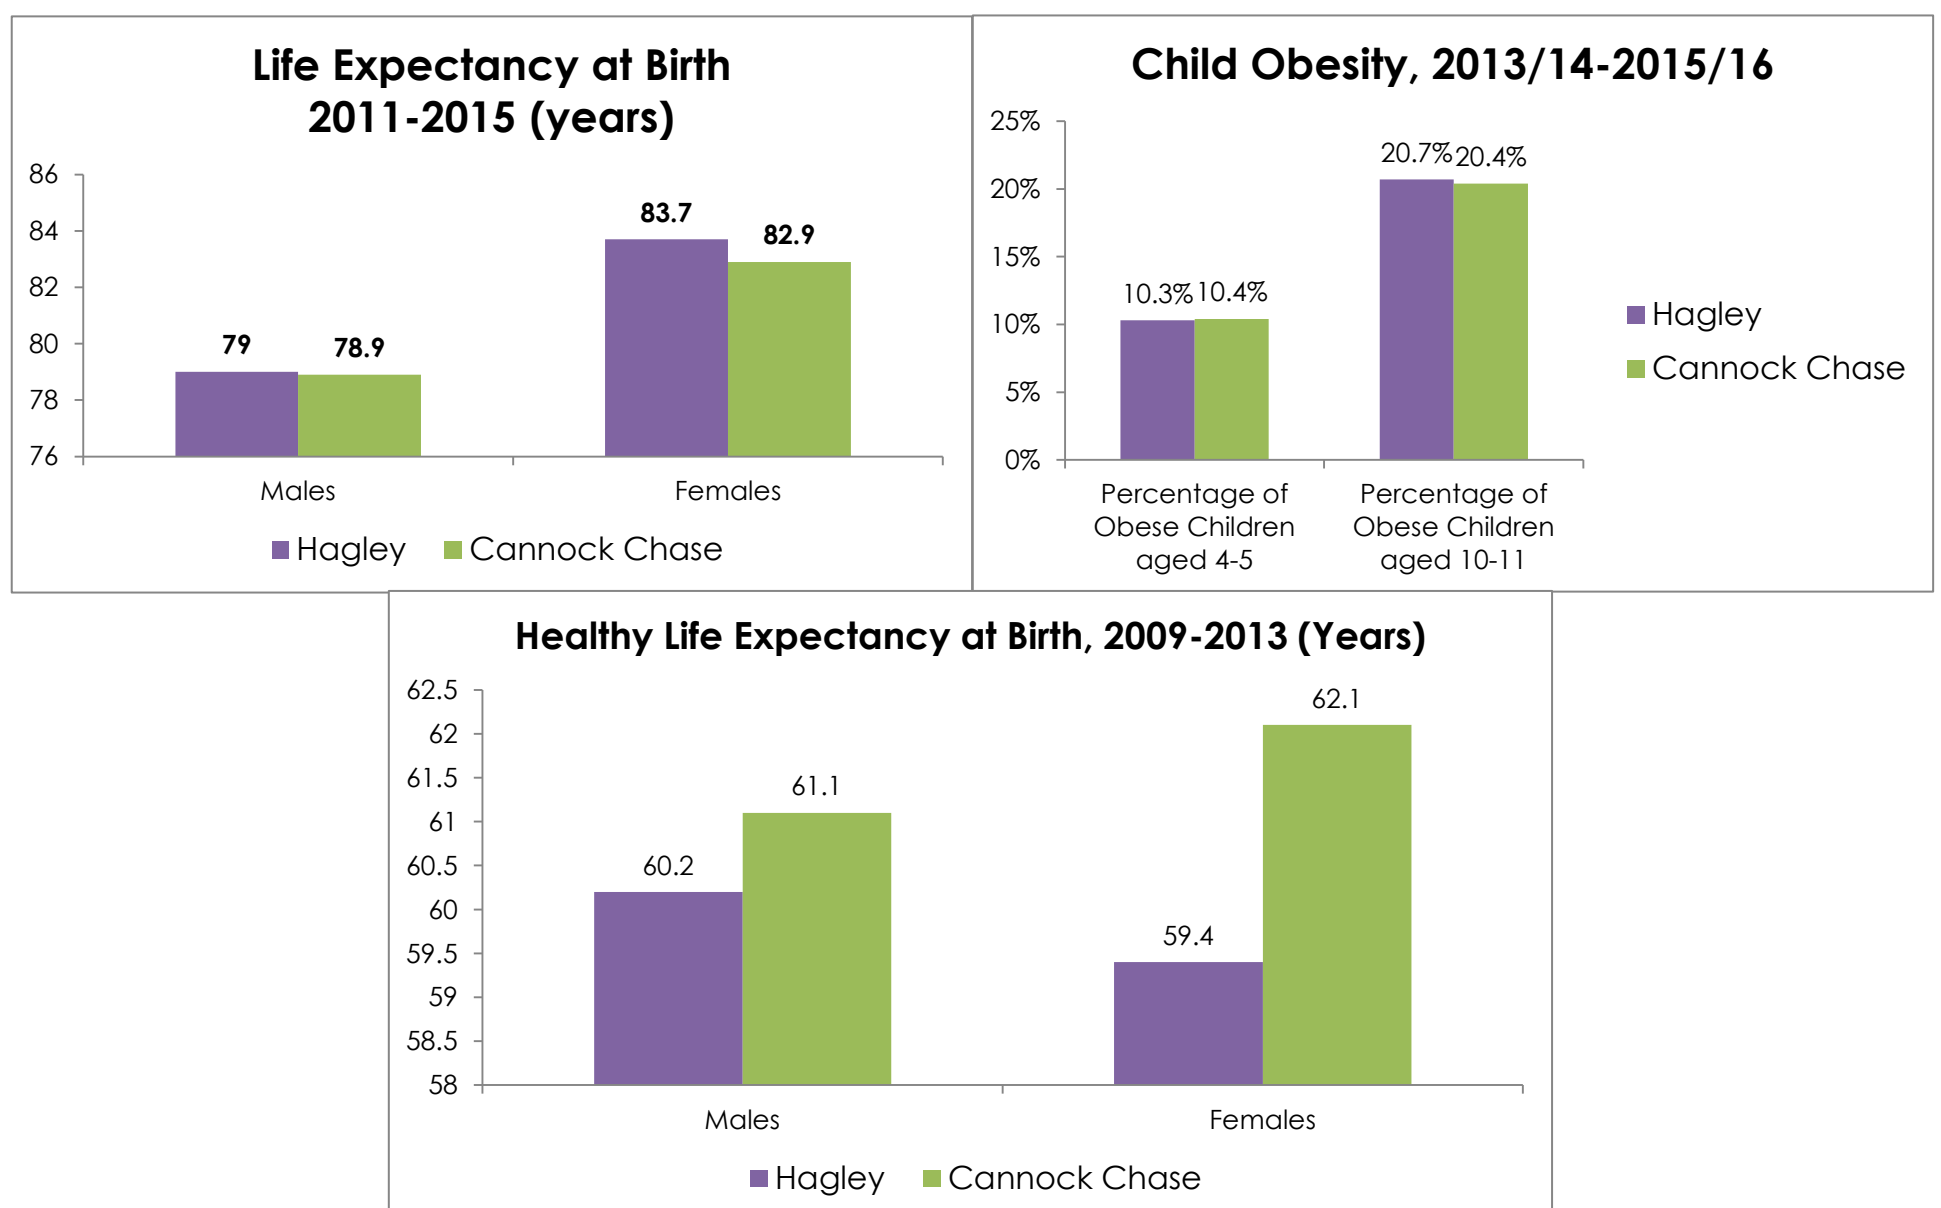 Life Expectancy at Birth
2011-2015 (years)
86
84
82
80
78
76
79
78.9
83.7
82.9
Males
Females
Hagley
Cannock Chase
Child Obesity, 2013/14-2015/16
25%
20%
15%
10%
5%
0%
10.3%
10.4%
20.7%
20.4%
Percentage of
Obese Children
aged 4-5
Percentage of
Obese Children
aged 10-11
Hagley
Cannock Chase
Healthy Life Expectancy at Birth, 2009-2013 (Years)
62.5
62
61.5
61
60.5
60
59.5
59
58.5
58
60.2
61.1
59.4
62.1
Males
Females
Hagley
Cannock Chase